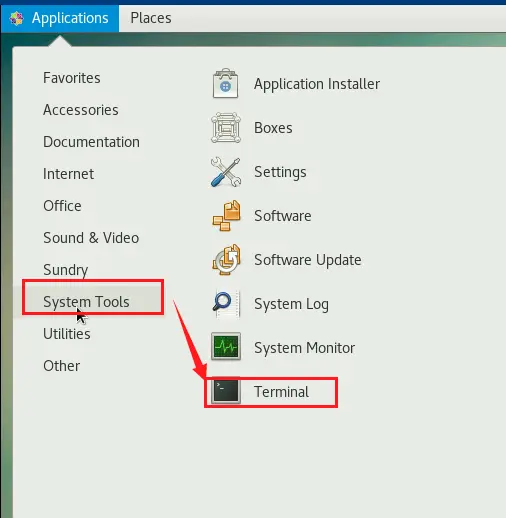 Applications Places
Favorites
Accessories
Documentation
Internet
Office
Sound & Video
Sundry
System Tools
Utilities
Other
Application Installer
Boxes
Settings
Software
Software Update
System Log
System Monitor
Terminal